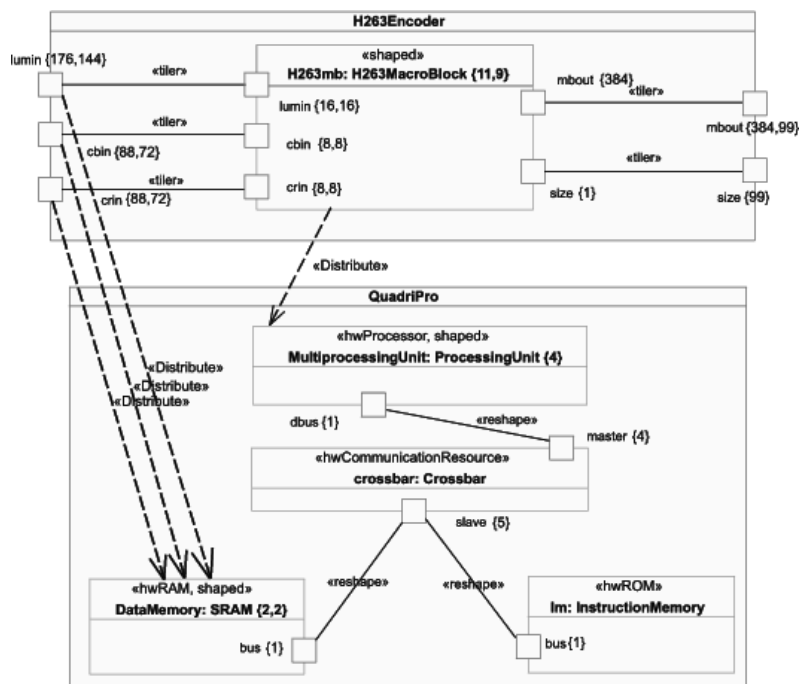 H263Encoder
lumin {176,144}
«shaped»
H263mb: H263MacroBlock {11,9}
«tiler»
mbout {384}
«tiler»
lumin {16,16}
«tiler»
mbout {384,99}
cbin {88,72}
cbin {8,8}
«tiler»
«tiler»
crin {8,8}
crin {88,72}
size {1}
size {99}
«Distribute»
QuadriPro
«hwProcessor, shaped»
MultiprocessingUnit: ProcessingUnit {4}
«Distribute»
«Distribute»
«Distribute»
dbus {1}
«reshape»
master {4}
«hwCommunicationResource»
crossbar: Crossbar
slave {5}
«reshape»
«reshape»
«hwRAM, shaped»
DataMemory: SRAM {2,2}
bus {1}
«hwROM»
Im: InstructionMemory
bus{1}